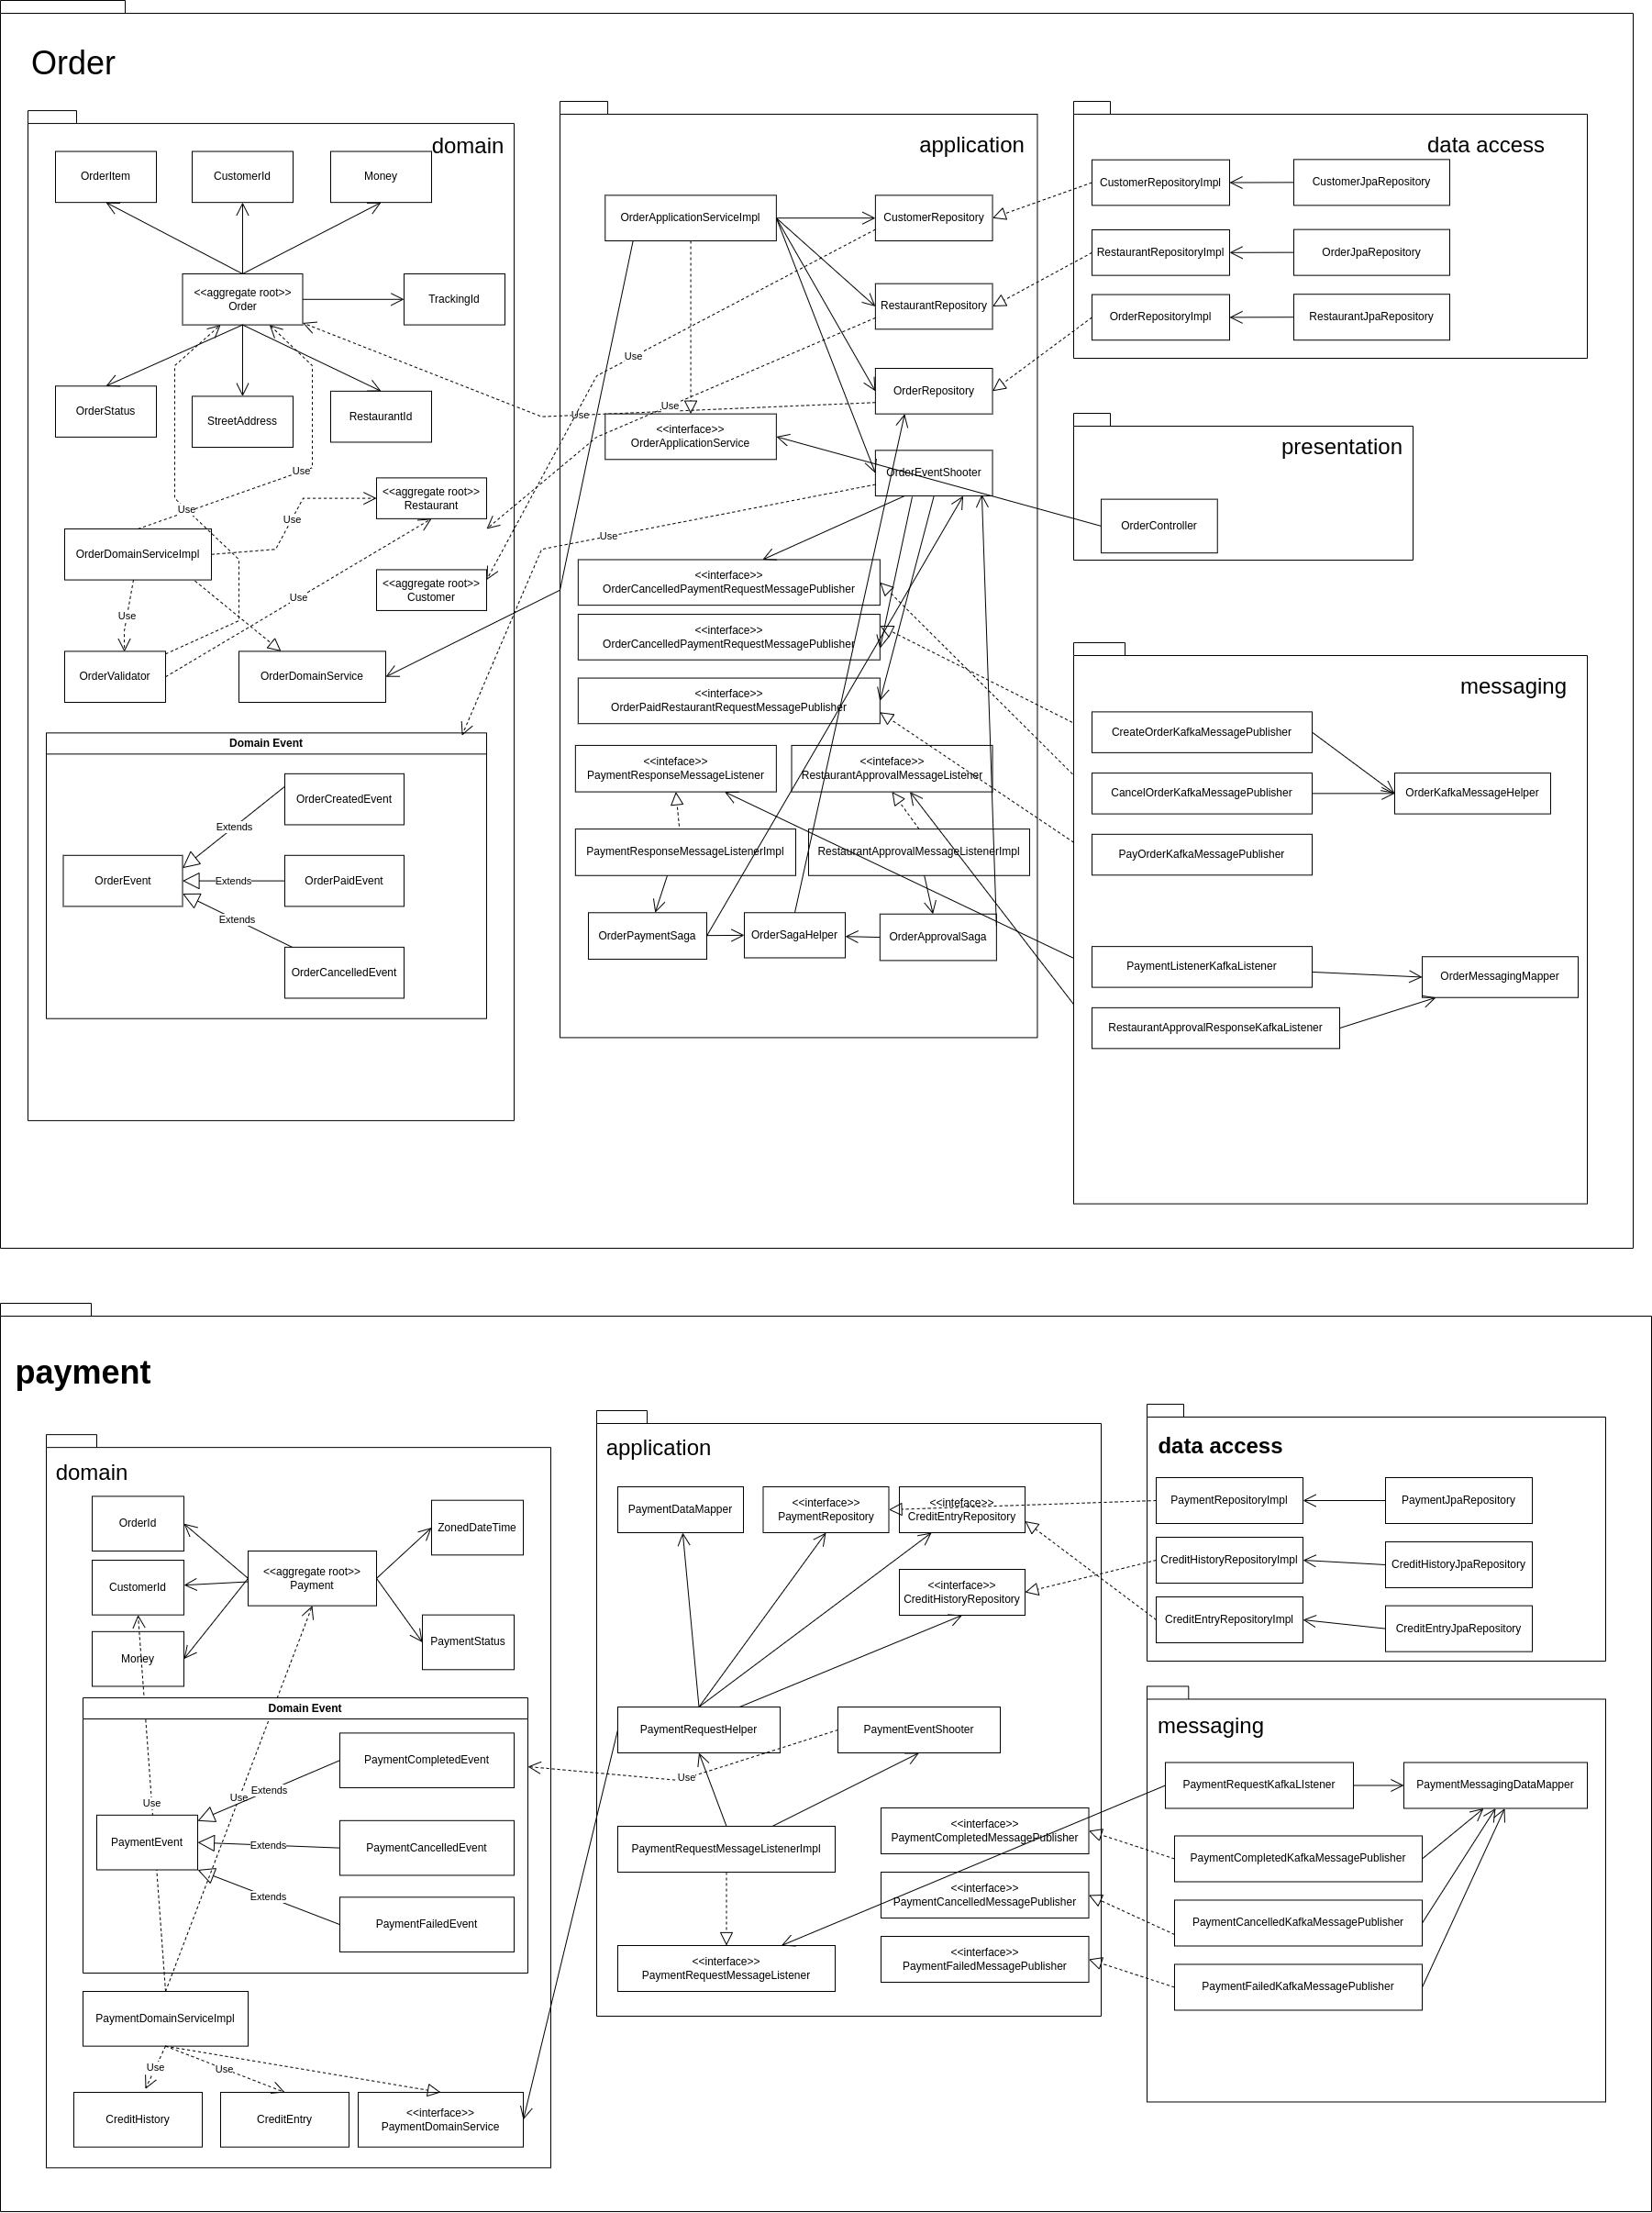 Order
domain
OrderItem
CustomerId
Money
<<aggregate root>>
Order
TrackingId
OrderStatus
StreetAddress
RestaurantId
Use
Use
<<aggregate root>>
Restaurant
Use
OrderDomainServiceImpl
<<aggregate root>>
Customer
Use
Use
OrderValidator
OrderDomainService
Domain Event
OrderCreatedEvent
Extends
OrderEvent
Extends
OrderPaidEvent
Extends
OrderCancelledEvent
application
OrderApplicationServiceImpl
CustomerRepository
RestaurantRepository
Use
OrderRepository
Use
Use
<<interface>>
OrderApplicationService
OrderEventShooter
Use
<<interface>>
OrderCancelledPaymentRequestMessagePublisher
<<interface>>
OrderCancelledPaymentRequestMessagePublisher
<<interface>>
OrderPaidRestaurantRequestMessagePublisher
<<inteface>>
PaymentResponseMessageListener
<<inteface>>
RestaurantApprovalMessageListener
PaymentResponseMessageListenerImpl
RestaurantApprovalMessageListenerImpl
OrderPaymentSaga
OrderSagaHelper
OrderApprovalSaga
data access
CustomerRepositoryImpl
CustomerJpaRepository
RestaurantRepositoryImpl
OrderJpaRepository
OrderRepositoryImpl
RestaurantJpaRepository
presentation
OrderController
messaging
CreateOrderKafkaMessagePublisher
CancelOrderKafkaMessagePublisher
OrderKafkaMessageHelper
PayOrderKafkaMessagePublisher
PaymentListenerKafkaListener
OrderMessagingMapper
RestaurantApprovalResponseKafkaListener
payment
domain
OrderId
ZonedDateTime
CustomerId
<<aggregate root>>
Payment
Money
PaymentStatus
Domain Event
PaymentCompletedEvent
Extends
Use
Use
PaymentEvent
Extends
PaymentCancelledEvent
Extends
PaymentFailedEvent
PaymentDomainServiceImpl
Use
Use
CreditHistory
CreditEntry
<<interface>>
PaymentDomainService
application
PaymentDataMapper
<<interface>>
PaymentRepository
<<inteface>>
CreditEntryRepository
<<interface>>
CreditHistoryRepository
PaymentRequestHelper
PaymentEventShooter
Use
PaymentRequestMessageListenerImpl
<<interface>>
PaymentCompletedMessagePublisher
<<interface>>
PaymentCancelledMessagePublisher
<<interface>>
PaymentFailedMessagePublisher
<<interface>>
PaymentRequestMessageListener
data access
PaymentRepositoryImpl
PaymentJpaRepository
CreditHistoryRepositoryImpl
CreditHistoryJpaRepository
CreditEntryRepositoryImpl
CreditEntryJpaRepository
messaging
PaymentRequestKafkaLIstener
PaymentMessagingDataMapper
PaymentCompletedKafkaMessagePublisher
PaymentCancelledKafkaMessagePublisher
PaymentFailedKafkaMessagePublisher